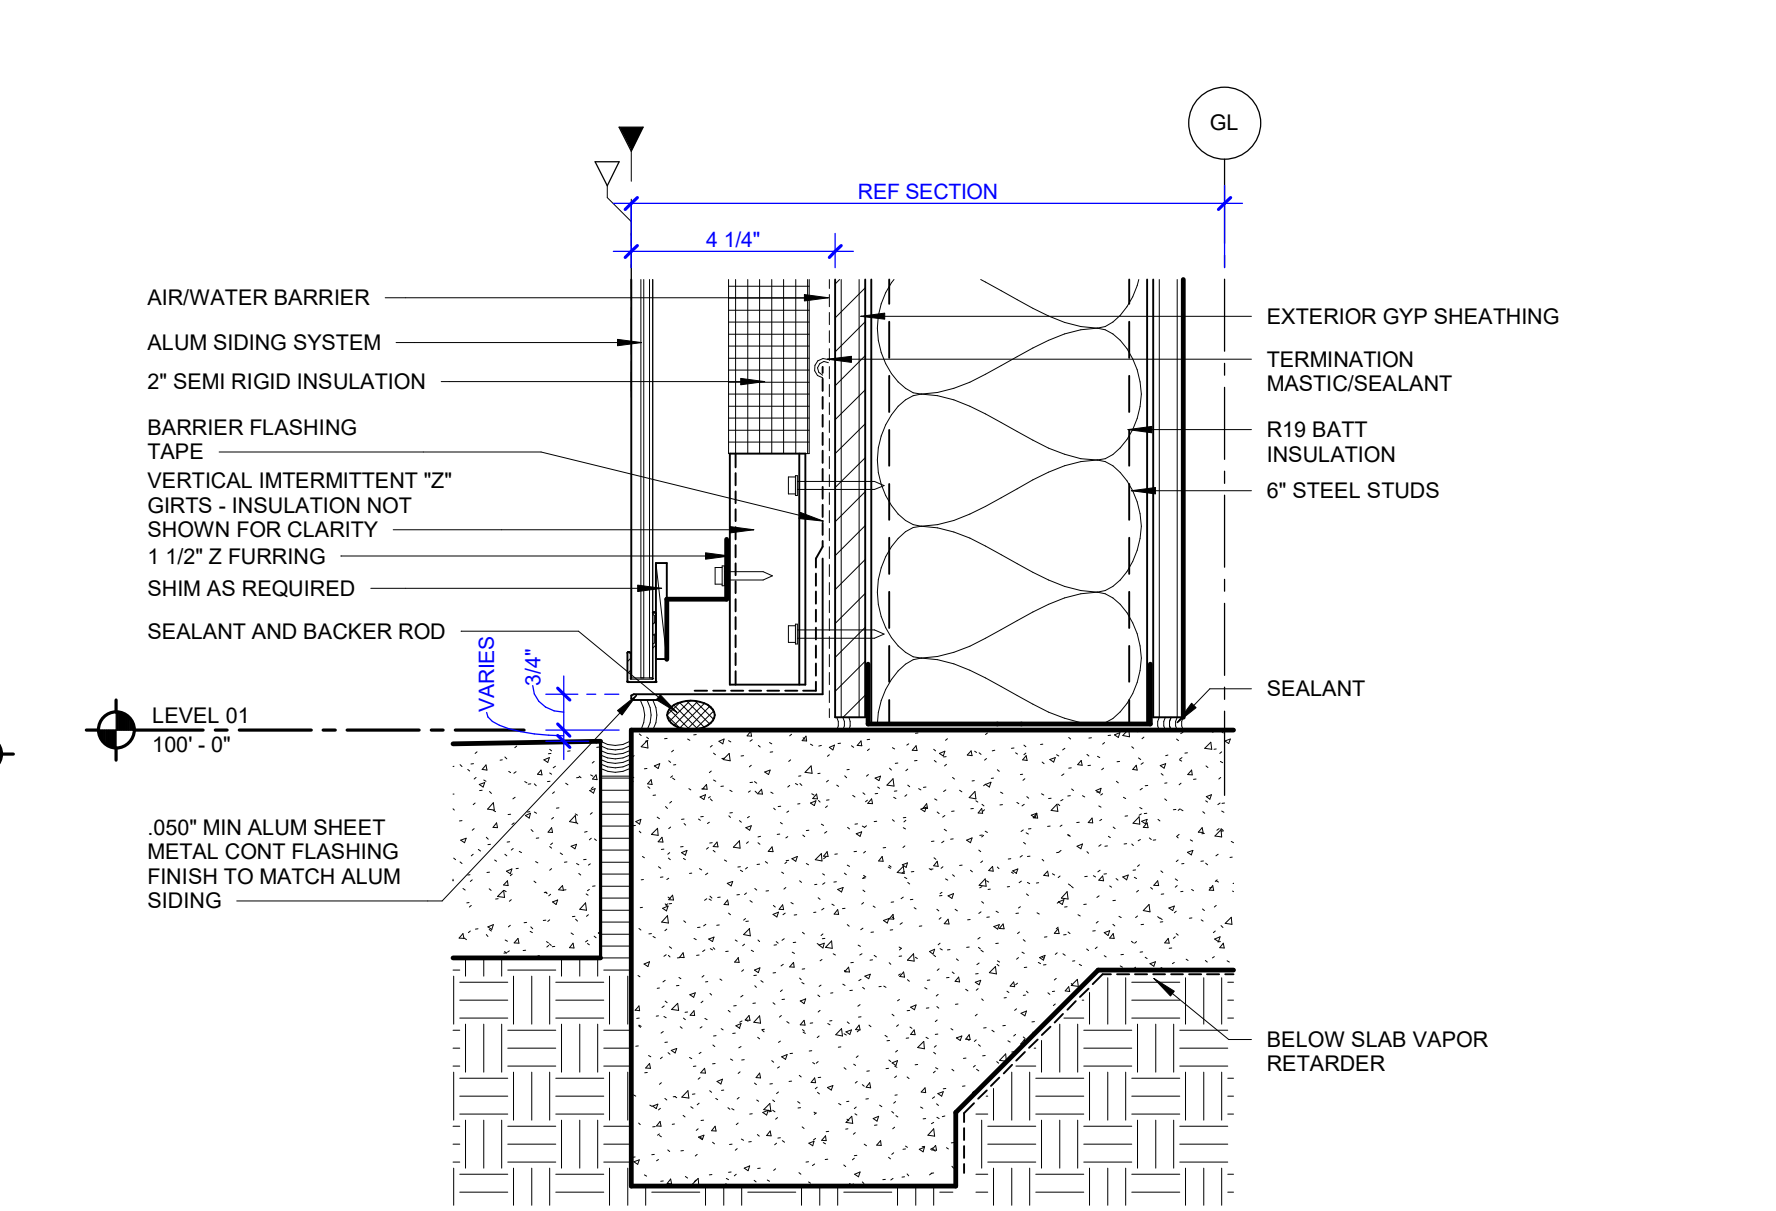 GL
REF SECTION
4 1/4"
AIR/WATER BARRIER
ALUM SIDING SYSTEM
2" SEMI RIGID INSULATION
BARRIER FLASHING
TAPE
VERTICAL IMTERMITTENT "Z"
GIRTS - INSULATION NOT
SHOWN FOR CLARITY
1 1/2" Z FURRING
SHIM AS REQUIRED
SEALANT AND BACKER ROD
VARIES
3/4"
LEVEL 01
100' - 0"
.050" MIN ALUM SHEET
METAL CONT FLASHING
FINISH TO MATCH ALUM
SIDING
EXTERIOR GYP SHEATHING
TERMINATION
MASTIC/SEALANT
R19 BATT
INSULATION
6" STEEL STUDS
SEALANT
BELOW SLAB VAPOR
RETARDER